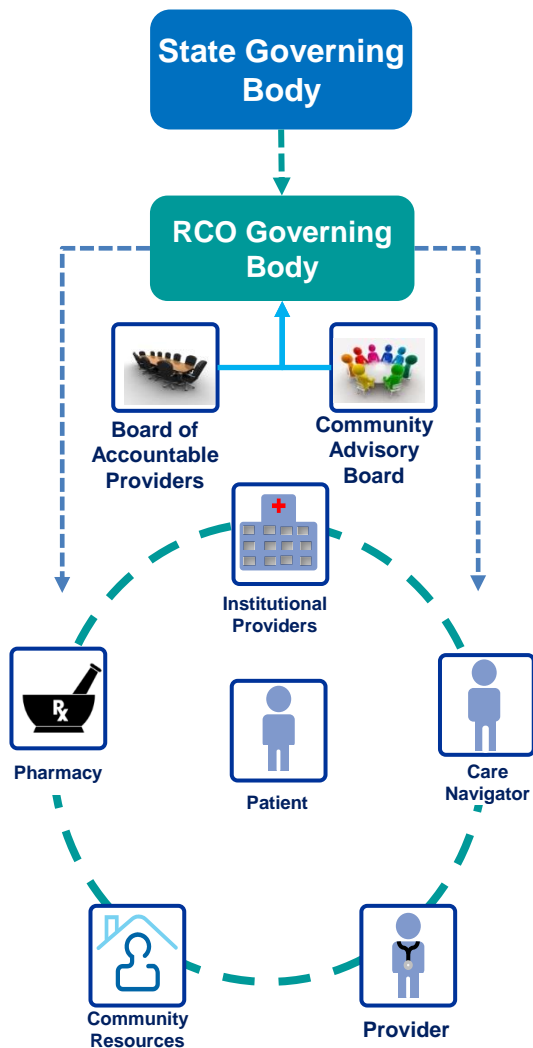 State Governing
Body
RCO Governing
Body
Board of
Accountable
Providers
Community
Advisory
Board
Institutional
Providers
Rx
Pharmacy
Patient
Care
Navigator
Community
Resources
Provider